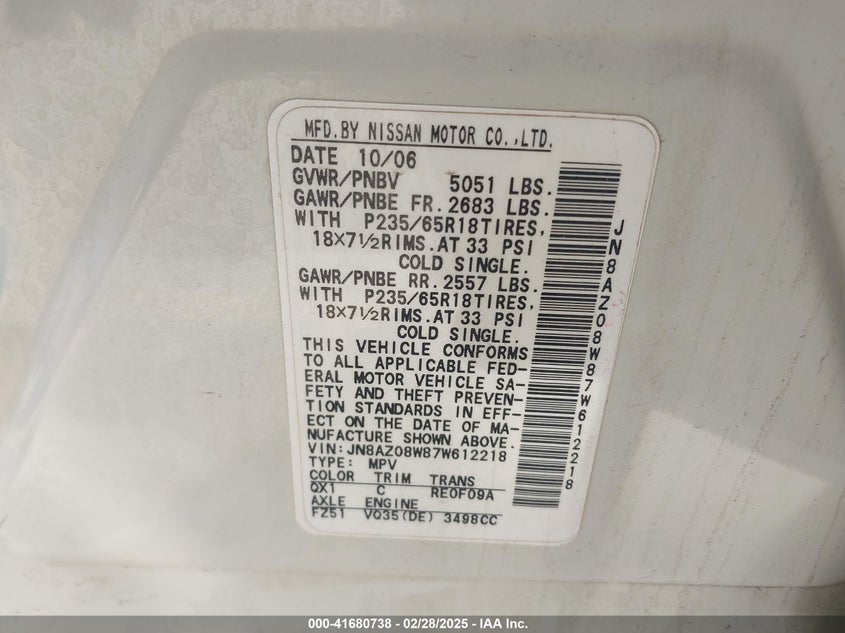 MFD.BY NISSAN MOTOR CO.,LTD.
DATE 10/06
GVWR/PNBV 5051 LBS.
GAWR/PNBE FR. 2683 LBS.
WITH P235/65R18TIRES,
18×7½RIMS.AT 33 PSI
COLD SINGLE.
GAWR/PNBE RR. 2557 LBS.
WITH P235/65R18TIRES,
18×7½RIMS.AT 33 PSI
COLD SINGLE.
THIS VEHICLE CONFORMS
TO ALL APPLICABLE FED-
ERAL MOTOR VEHICLE SA-
FETY AND THEFT PREVEN-
TION STANDARDS IN EFF-
ECT ON THE DATE OF MA-
NUFACTURE SHOWN ABOVE.
VIN:JN8AZ08W87W612218
TYPE: MPV
COLOR TRIM TRANS
QX1 C RE0F09A
AXLE ENGINE
FZ51 VQ35(DE) 3498CC
JN8AZ08W87W612218
000-41680738 - 02/28/2025 - IAA Inc.